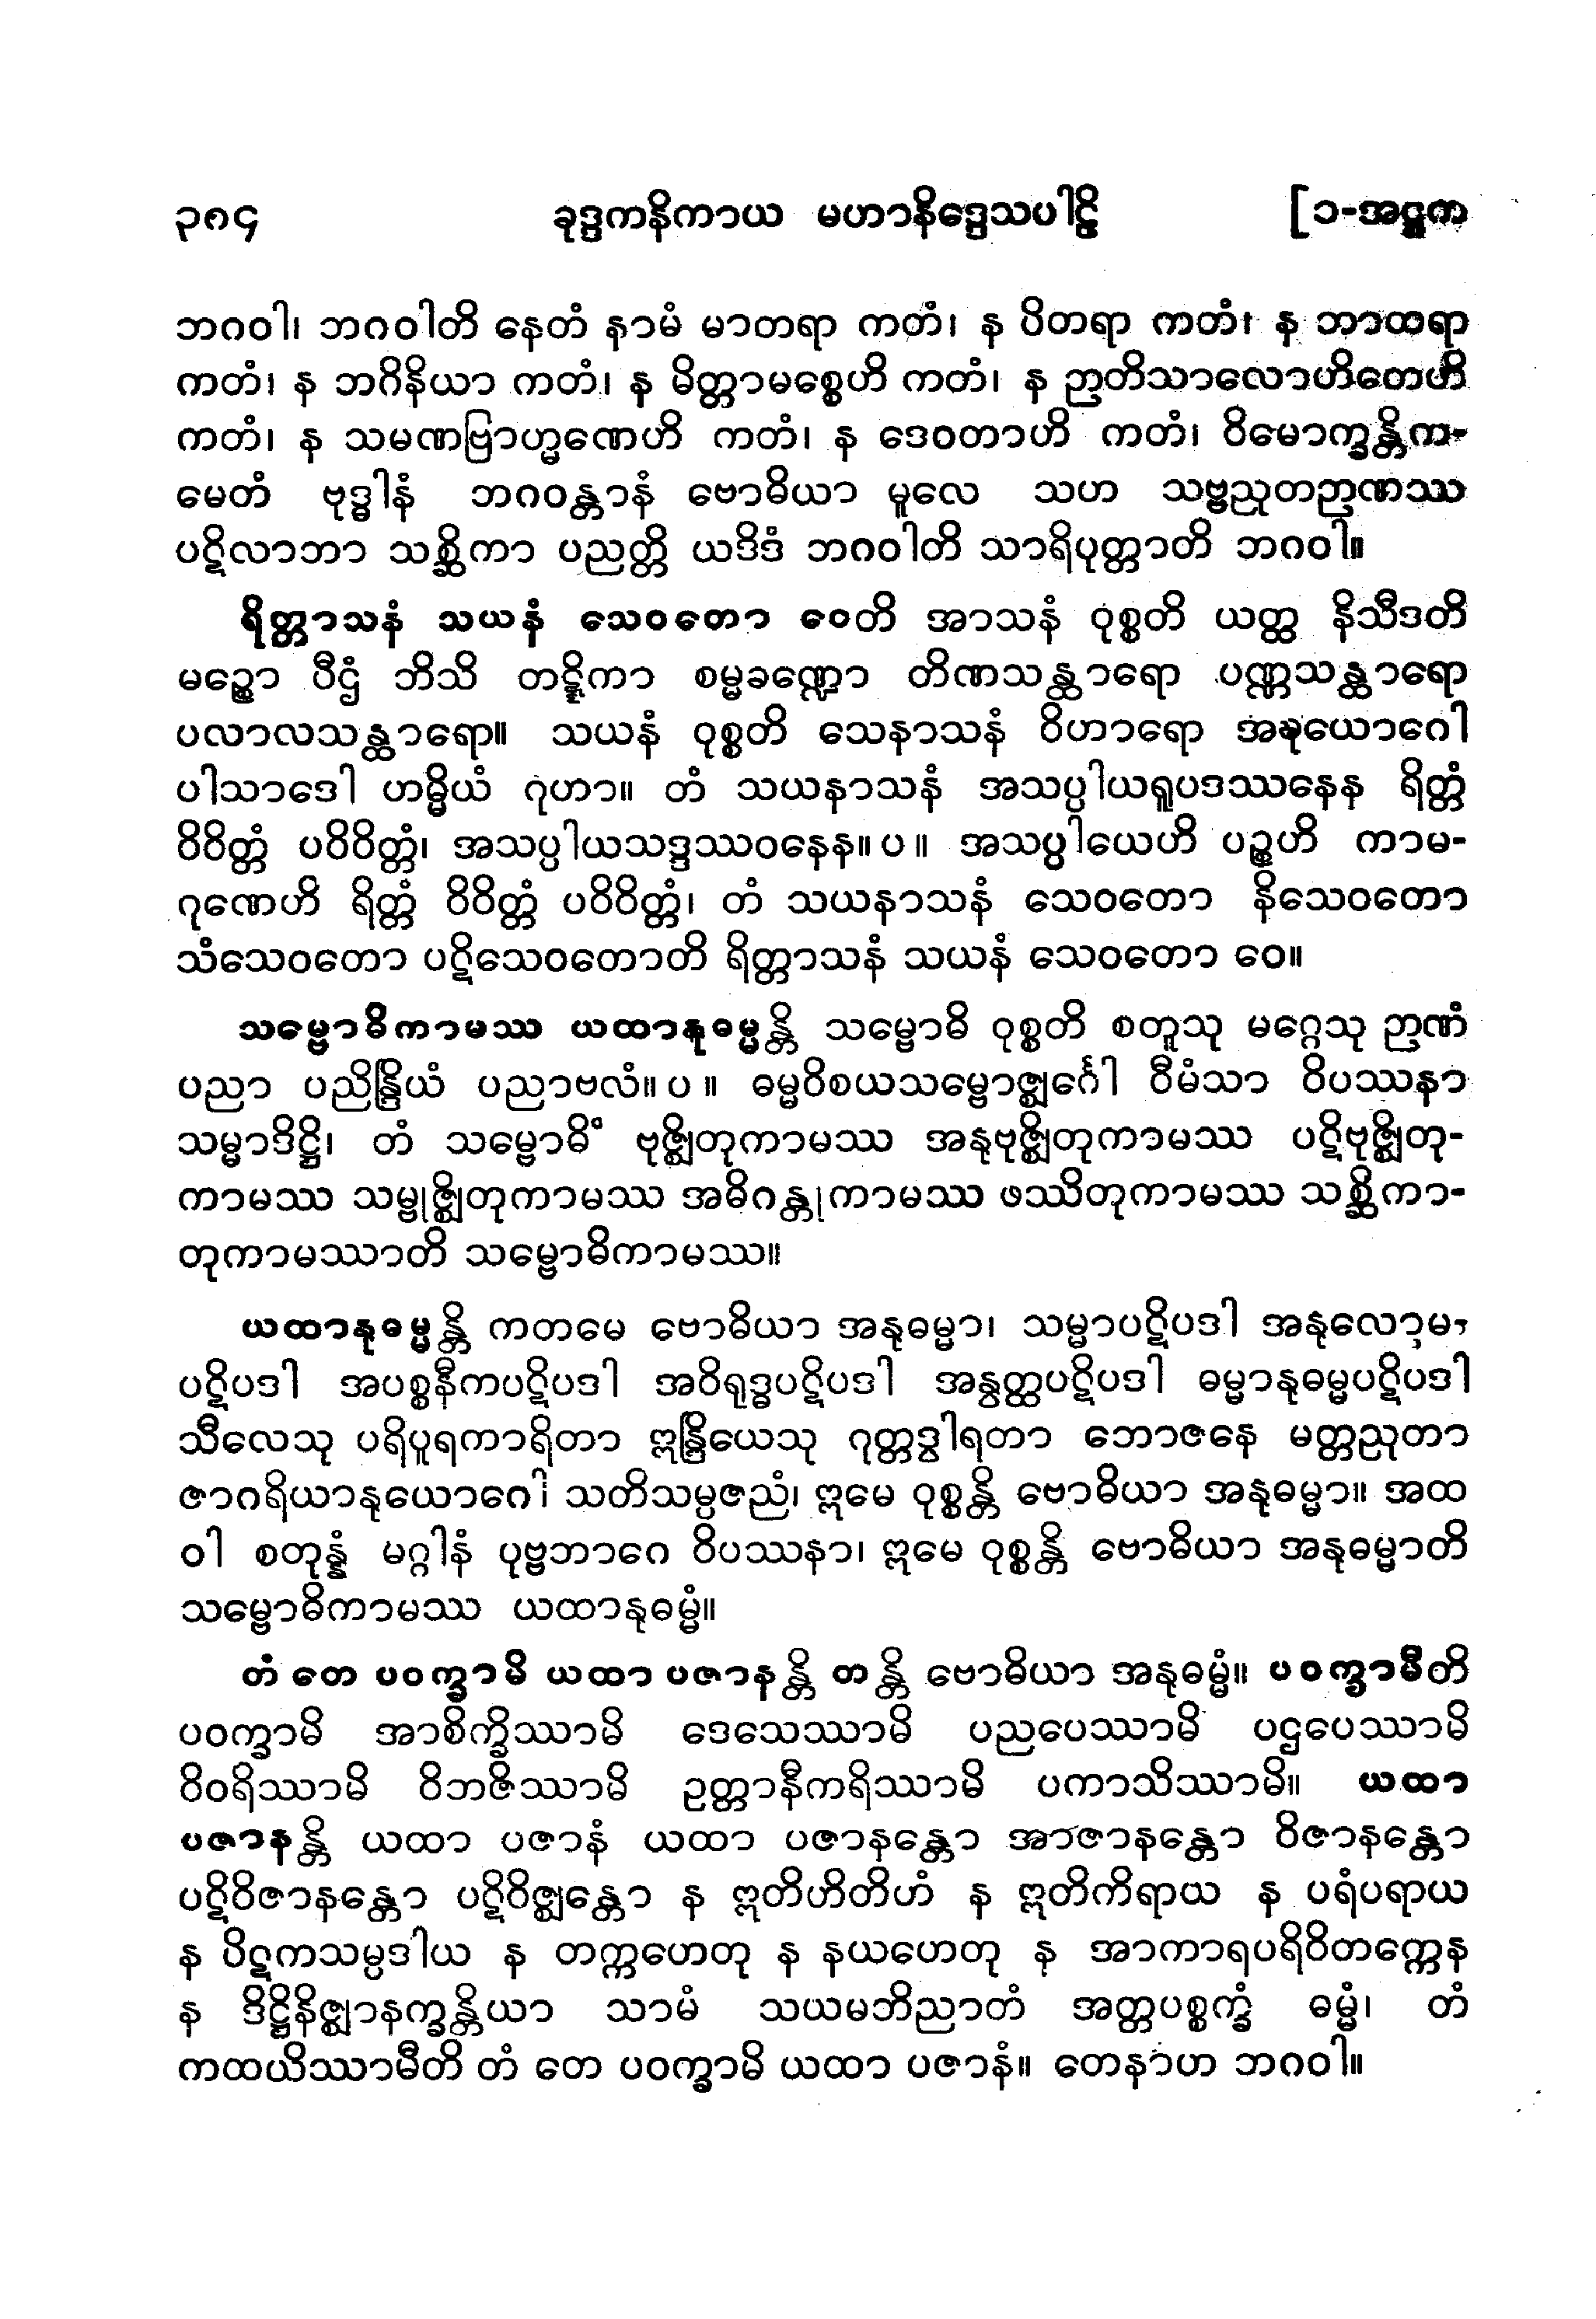 ၃၈၄ ခုဒ္ဒကနိကာယ မဟာနိဒ္ဒေသပါဠိ [၁-အဋ္ဌက
ဘဂဝါ၊ ဘဂဝါတိ နေတံ နာမံ မာတရာ ကတံ၊ န ပိတရာ ကတံ၊ န ဘာတရာ
ကတံ၊ န ဘဂိနိယာ ကတံ၊ န မိတ္တာမစ္စေဟိ ကတံ၊ န ဉာတိသာလောဟိတေဟိ
ကတံ၊ န သမဏဗြာဟ္မဏေဟိ ကတံ၊ န ဒေဝတာဟိ ကတံ၊ ဝိမောက္ခန္တိက-
မေတံ ဗုဒ္ဓါနံ ဘဂဝန္တာနံ ဗောဓိယာ မူလေ သဟ သဗ္ဗညုတဉာဏဿ
ပဋိလာဘာ သစ္ဆိကာ ပညတ္တိ ယဒိဒံ ဘဂဝါတိ သာရိပုတ္တာတိ ဘဂဝါ။
ရိတ္တာသနံ သယနံ သေဝတော ဝေတိ အာသနံ ဝုစ္စတိ ယတ္ထ နိသီဒတိ
မဉ္စော ပီဌံ ဘိသိ တဋ္ဋိကာ စမ္မခဏ္ဍော တိဏသန္ထာရော ပဏ္ဏသန္ထာရော
ပလာလသန္ထာရော။ သယနံ ဝုစ္စတိ သေနာသနံ ဝိဟာရော အဍ္ဎယောဂေါ
ပါသာဒေါ ဟမ္မိယံ ဂုဟာ။ တံ သယနာသနံ အသပ္ပါယရူပဒဿနေန ရိတ္တံ
ဝိဝိတ္တံ ပဝိဝိတ္တံ၊ အသပ္ပါယသဒ္ဒဿဝနေန။ပ။ အသပ္ပါယေဟိ ပဉ္စဟိ ကာမ-
ဂုဏေဟိ ရိတ္တံ ဝိဝိတ္တံ ပဝိဝိတ္တံ၊ တံ သယနာသနံ သေဝတော နိသေဝတော
သံသေဝတော ပဋိသေဝတောတိ ရိတ္တာသနံ သယနံ သေဝတော ဝေ။
သမ္ဗောဓိကာမဿ ယထာနုဓမ္မန္တိ သမ္ဗောဓိ ဝုစ္စတိ စတူသု မဂ္ဂေသု ဉာဏံ
ပညာ ပညိန္ဒြိယံ ပညာဗလံ။ပ။ ဓမ္မဝိစယသမ္ဗောဇ္ဈင်္ဂေါ ဝီမံသာ ဝိပဿနာ
သမ္မာဒိဋ္ဌိ၊ တံ သမ္ဗောဓိံ ဗုဇ္ဈိတုကာမဿ အနုဗုဇ္ဈိတုကာမဿ ပဋိဗုဇ္ဈိတု-
ကာမဿ သမ္ဗုဇ္ဈိတုကာမဿ အဓိဂန္တုကာမဿ ဖဿိတုကာမဿ သစ္ဆိကာ-
တုကာမဿာတိ သမ္ဗောဓိကာမဿ။
ယထာနုဓမ္မန္တိ ကတမေ ဗောဓိယာ အနုဓမ္မာ၊ သမ္မာပဋိပဒါ အနုလောမ-
ပဋိပဒါ အပစ္စနီကပဋိပဒါ အဝိရုဒ္ဓပဋိပဒါ အနွတ္ထပဋိပဒါ ဓမ္မာနုဓမ္မပဋိပဒါ
သီလေသု ပရိပူရကာရိတာ ဣန္ဒြိယေသု ဂုတ္တဒွါရတာ ဘောဇနေ မတ္တညုတာ
ဇာဂရိယာနုယောဂေါ သတိသမ္ပဇညံ၊ ဣမေ ဝုစ္စန္တိ ဗောဓိယာ အနုဓမ္မာ။ အထ
ဝါ စတုန္နံ မဂ္ဂါနံ ပုဗ္ဗဘာဂေ ဝိပဿနာ၊ ဣမေ ဝုစ္စန္တိ ဗောဓိယာ အနုဓမ္မာတိ
သမ္ဗောဓိကာမဿ ယထာနုဓမ္မံ။
တံ တေ ပဝက္ခာမိ ယထာ ပဇာနန္တိ တန္တိ ဗောဓိယာ အနုဓမ္မံ။ ပဝက္ခာမီတိ
ပဝက္ခာမိ အာစိက္ခိဿာမိ ဒေသေဿာမိ ပညပေဿာမိ ပဌပေဿာမိ
ဝိဝရိဿာမိ ဝိဘဇိဿာမိ ဥတ္တာနီကရိဿာမိ ပကာသိဿာမိ။ ယထာ
ပဇာနန္တိ ယထာ ပဇာနံ ယထာ ပဇာနန္တော အာဇာနန္တော ဝိဇာနန္တော
ပဋိဝိဇာနန္တော ပဋိဝိဇ္ဈန္တော န ဣတိဟိတိဟံ န ဣတိကိရာယ န ပရံပရာယ
န ပိဋကသမ္ပဒါယ န တက္ကဟေတု န နယဟေတု န အာကာရပရိဝိတက္ကေန
န ဒိဋ္ဌိနိဇ္ဈာနက္ခန္တိယာ သာမံ သယမဘိညာတံ အတ္တပစ္စက္ခံ ဓမ္မံ၊ တံ
ကထယိဿာမီတိ တံ တေ ပဝက္ခာမိ ယထာ ပဇာနံ။ တေနာဟ ဘဂဝါ။